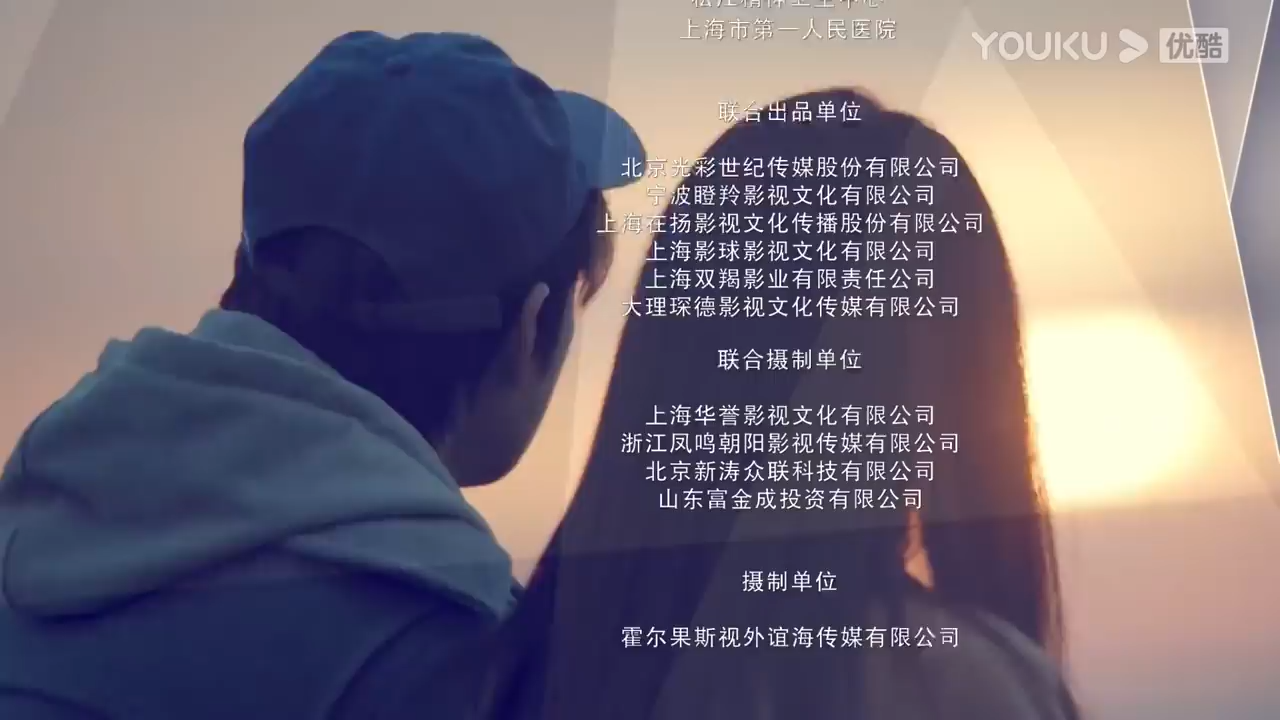 上海市第一人民医院
YOUKU 优酷
联合出品单位
北京光彩世纪传媒股份有限公司
宁波瞪羚影视文化有限公司
上海在扬影视文化传播股份有限公司
上海影球影视文化有限公司
上海双羯影业有限责任公司
大理琛德影视文化传媒有限公司
联合摄制单位
上海华誉影视文化有限公司
浙江凤鸣朝阳影视传媒有限公司
北京新涛众联科技有限公司
山东富金成投资有限公司
摄制单位
霍尔果斯视外谊海传媒有限公司